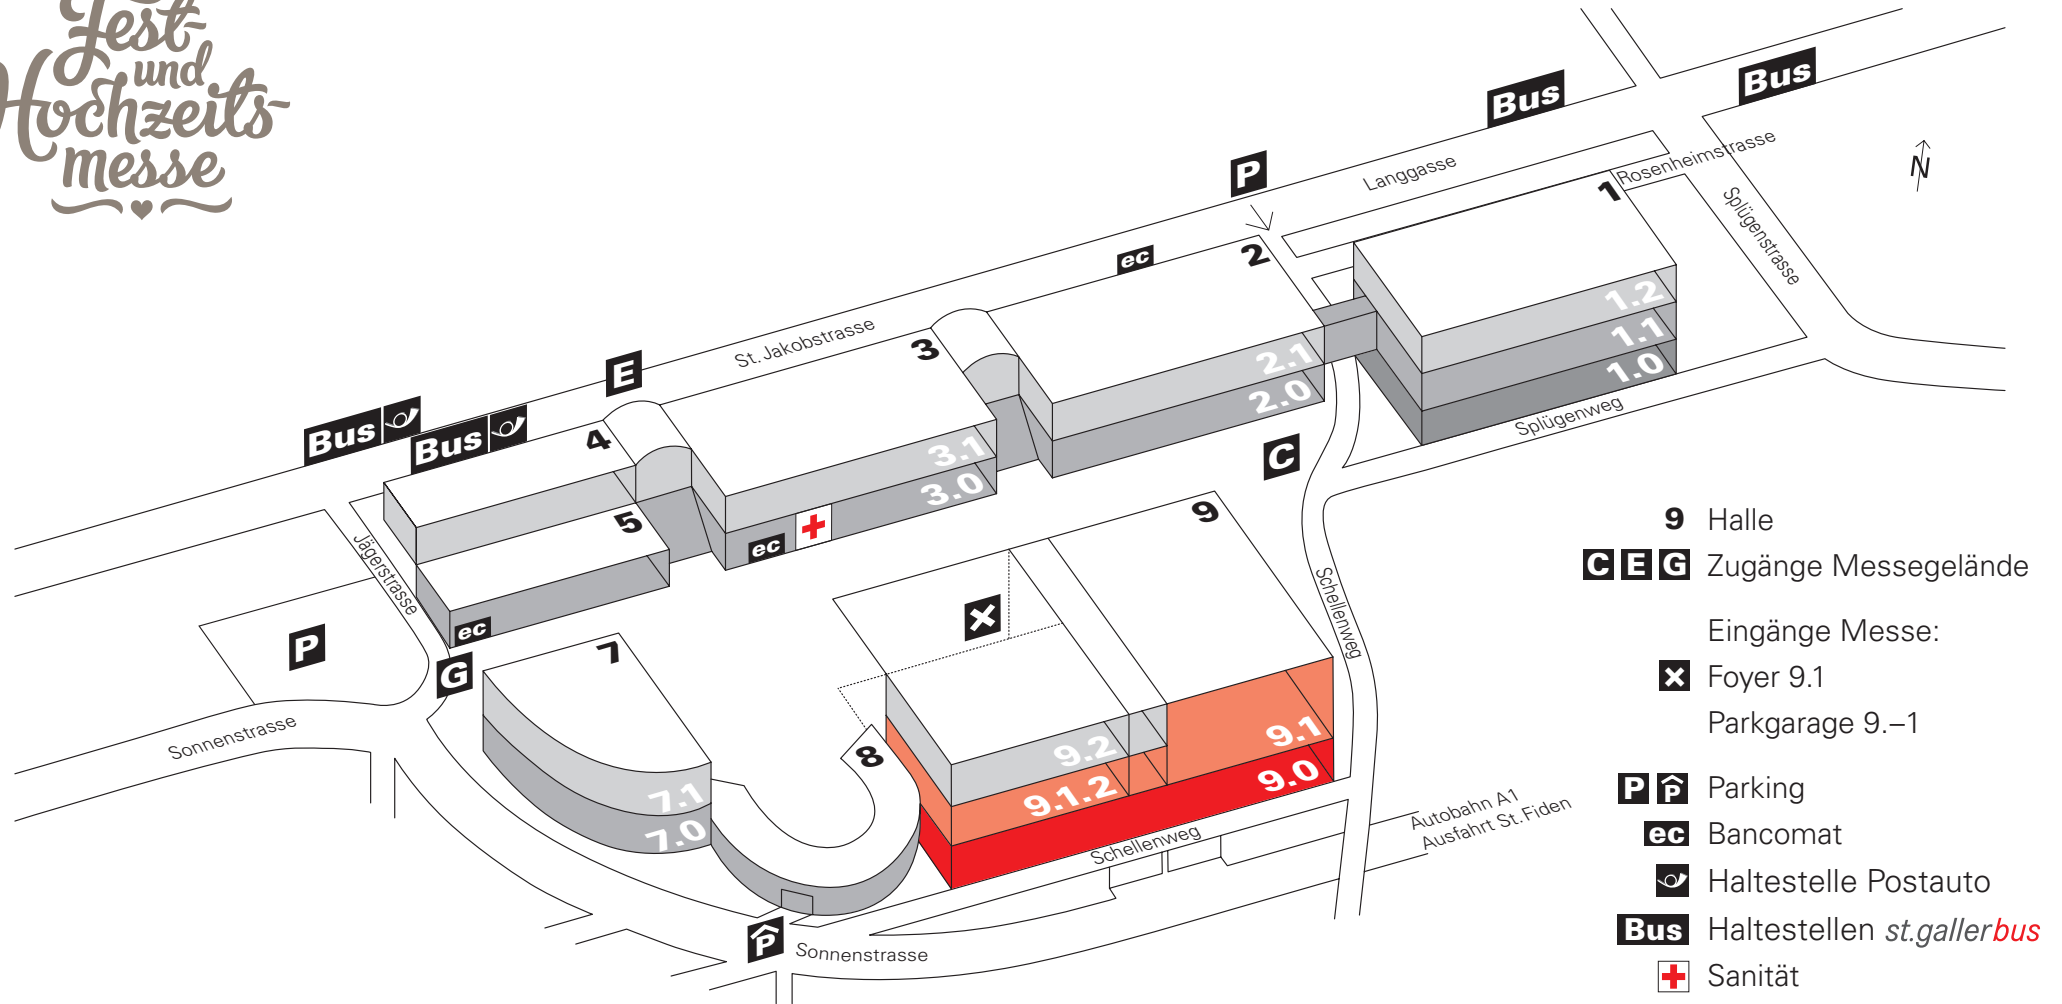 Fest-
und
Hochzeits-
messe
Bus
Bus
P
Langgasse
Rosenheimstrasse
Splügenstrasse
N
1
1.2
1.1
1.0
Splügenweg
ec
2
2.1
2.0
C
St. Jakobstrasse
E
3
3.1
3.0
ec
Bus
Bus
4
5
ec
Jägerstrasse
P
G
Sonnenstrasse
7
7.1
7.0
8
9
9.2
9.1.2
9.1
9.0
Schellenweg
Schellenweg
Autobahn A1
Ausfahrt St. Fiden
P
Sonnenstrasse
9 Halle
C E G Zugänge Messegelände
Eingänge Messe:
Foyer 9.1
Parkgarage 9.–1
P P Parking
ec Bancomat
Haltestelle Postauto
Bus Haltestellen st.gallerbus
Sanität